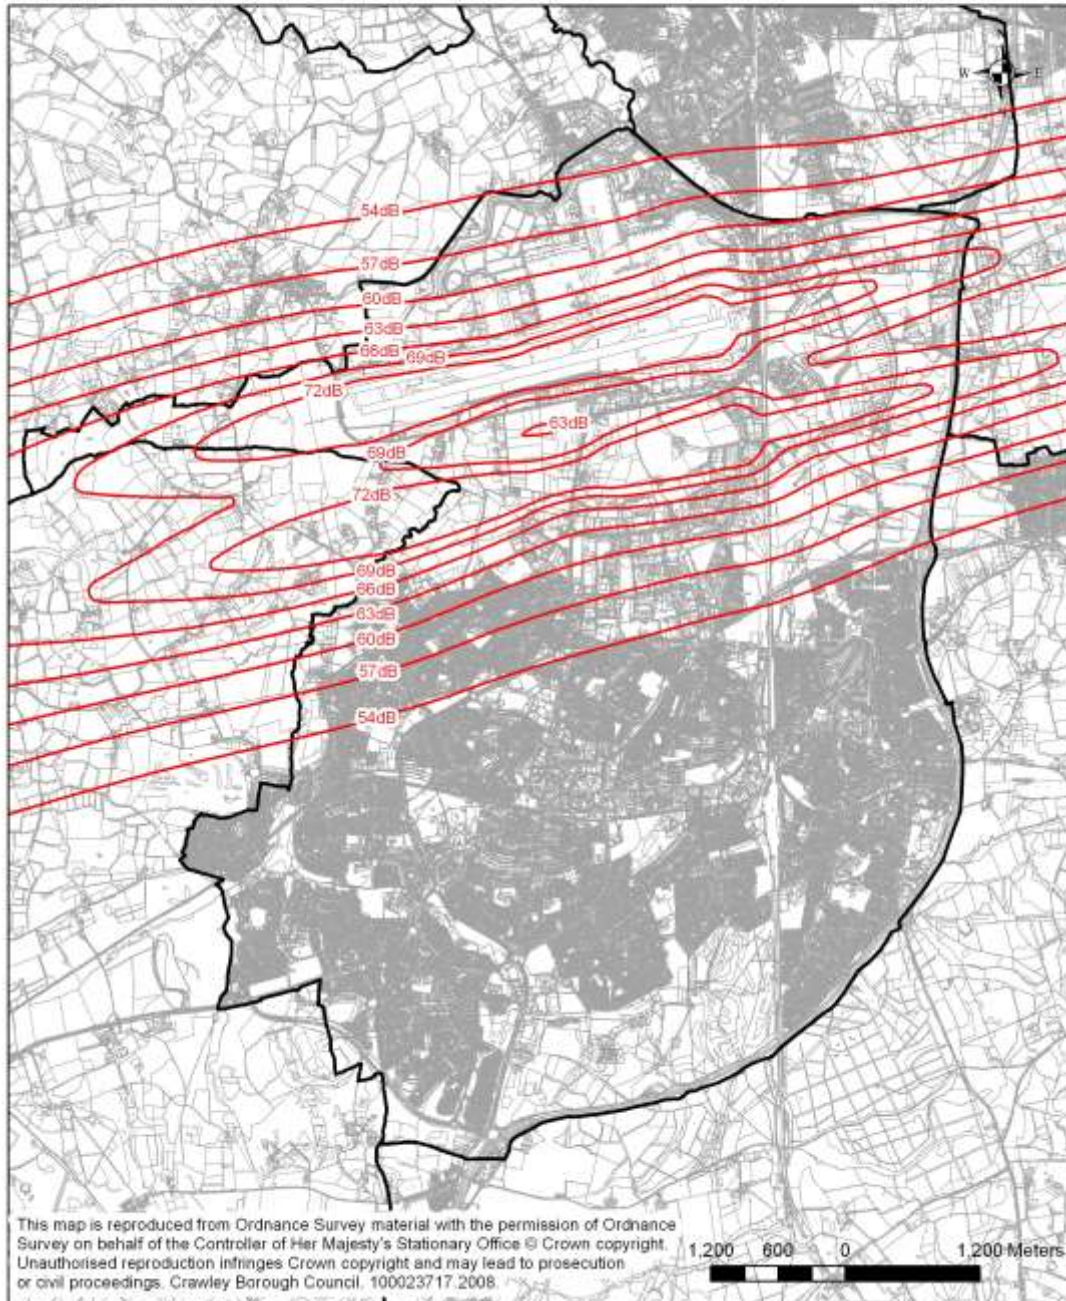 W E
54dB
57dB
60dB
63dB
66dB
69dB
72dB
63dB
69dB
72dB
69dB
66dB
63dB
60dB
57dB
54dB
This map is reproduced from Ordnance Survey material with the permission of Ordnance
Survey on behalf of the Controller of Her Majesty's Stationary Office © Crown copyright.
Unauthorised reproduction infringes Crown copyright and may lead to prosecution
or civil proceedings. Crawley Borough Council. 100023717.2008.
1,200 600 0 1,200 Meters